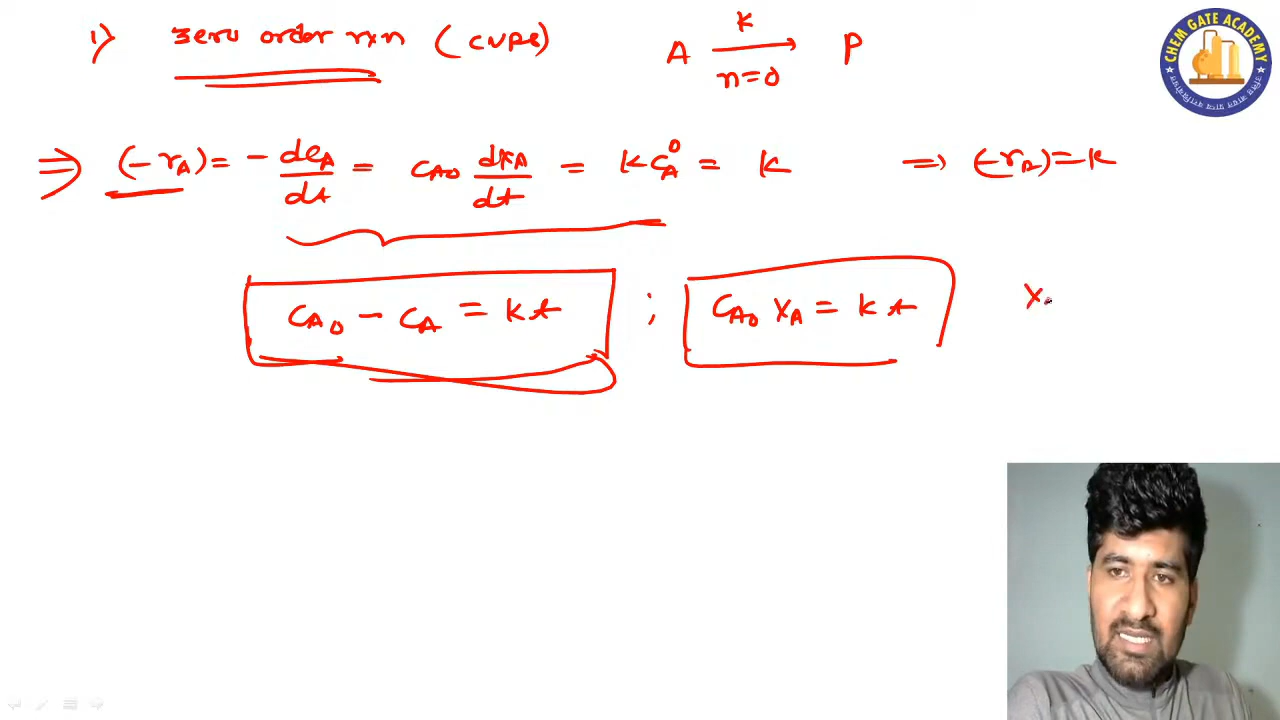 1) zero order rxn (CVBR) A —k→ P
n=0
⇒ (-rA) = - dCA/dt = CA0 dXA/dt = k CA^0 = k ⇒ (-rA) = k
CA0 - CA = kt ; CA0 XA = kt X
CHEM GATE ACADEMY